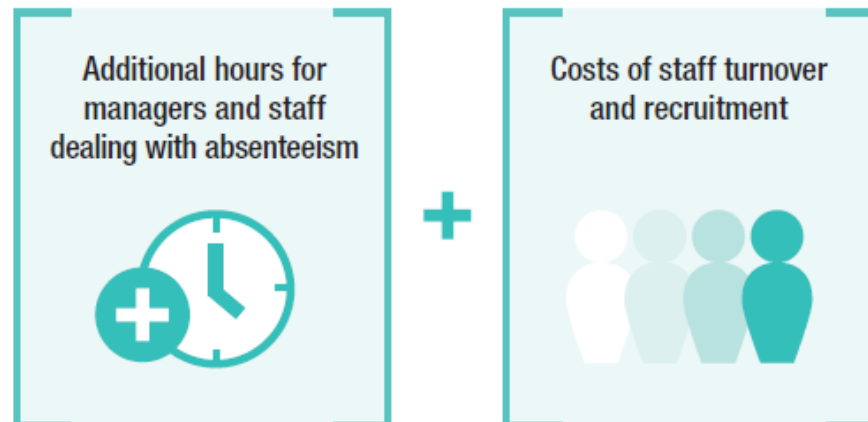 Additional hours for
managers and staff
dealing with absenteeism
+
Costs of staff turnover
and recruitment